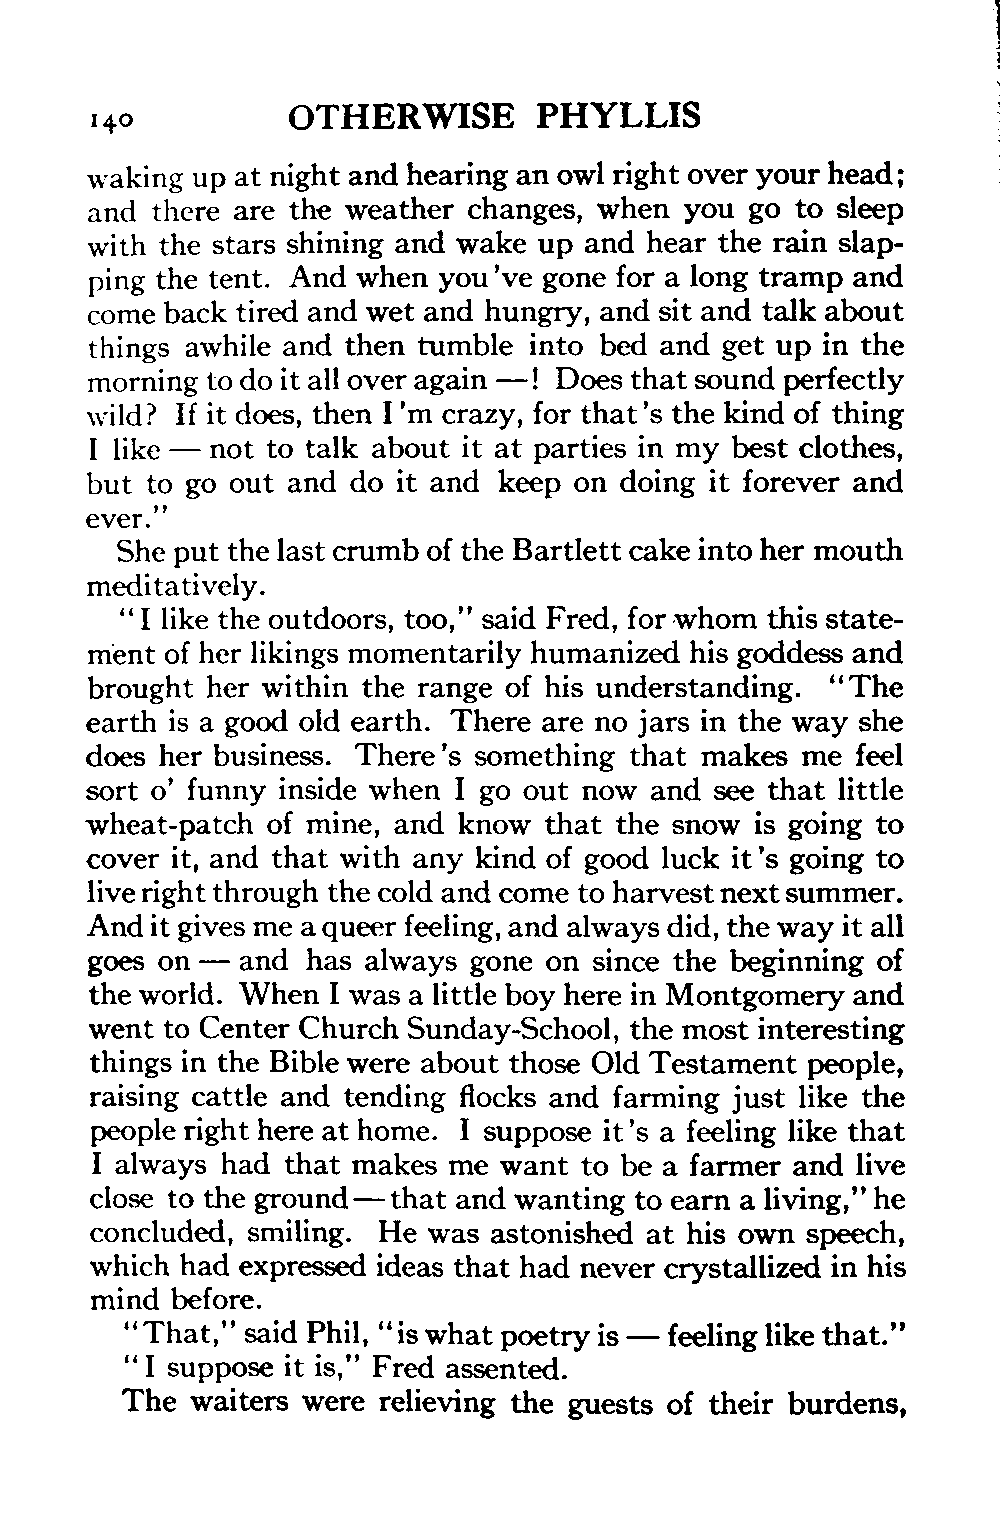 140 OTHERWISE PHYLLIS
waking up at night and hearing an owl right over your head;
and there are the weather changes, when you go to sleep
with the stars shining and wake up and hear the rain slap-
ping the tent. And when you've gone for a long tramp and
come back tired and wet and hungry, and sit and talk about
things awhile and then tumble into bed and get up in the
morning to do it all over again —! Does that sound perfectly
wild? If it does, then I'm crazy, for that's the kind of thing
I like — not to talk about it at parties in my best clothes,
but to go out and do it and keep on doing it forever and
ever."
She put the last crumb of the Bartlett cake into her mouth
meditatively.
"I like the outdoors, too," said Fred, for whom this state-
ment of her likings momentarily humanized his goddess and
brought her within the range of his understanding. "The
earth is a good old earth. There are no jars in the way she
does her business. There's something that makes me feel
sort o' funny inside when I go out now and see that little
wheat-patch of mine, and know that the snow is going to
cover it, and that with any kind of good luck it's going to
live right through the cold and come to harvest next summer.
And it gives me a queer feeling, and always did, the way it all
goes on — and has always gone on since the beginning of
the world. When I was a little boy here in Montgomery and
went to Center Church Sunday-School, the most interesting
things in the Bible were about those Old Testament people,
raising cattle and tending flocks and farming just like the
people right here at home. I suppose it's a feeling like that
I always had that makes me want to be a farmer and live
close to the ground — that and wanting to earn a living," he
concluded, smiling. He was astonished at his own speech,
which had expressed ideas that had never crystallized in his
mind before.
"That," said Phil, "is what poetry is — feeling like that."
"I suppose it is," Fred assented.
The waiters were relieving the guests of their burdens,